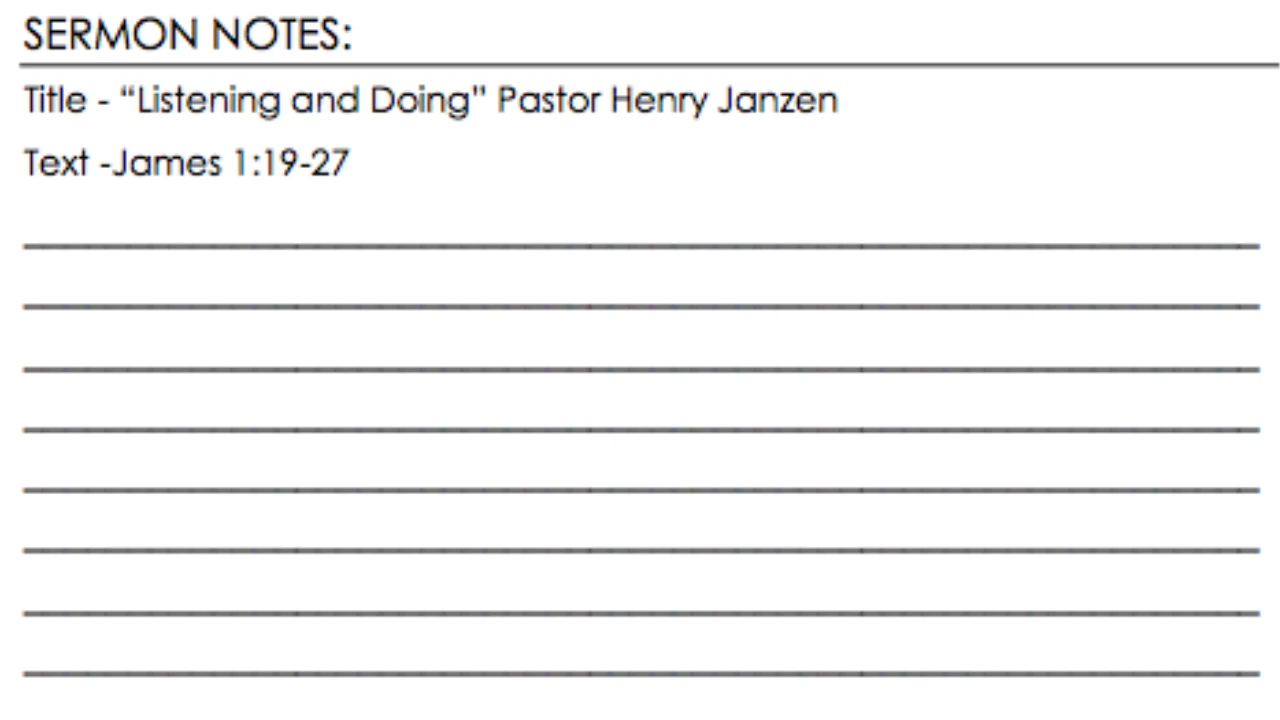 SERMON NOTES:
Title - “Listening and Doing” Pastor Henry Janzen
Text -James 1:19-27